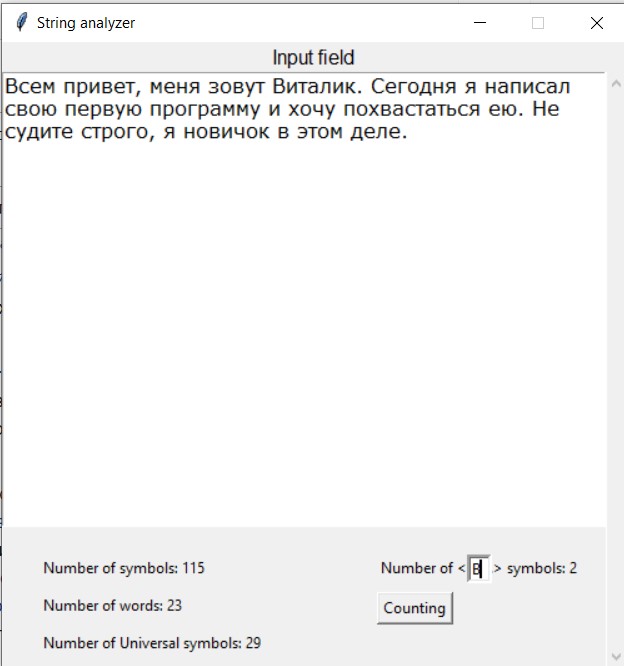 String analyzer
Input field
Всем привет, меня зовут Виталик. Сегодня я написал
свою первую программу и хочу похвастаться ею. Не
судите строго, я новичок в этом деле.
Number of symbols: 115
Number of < В > symbols: 2
Number of words: 23
Counting
Number of Universal symbols: 29